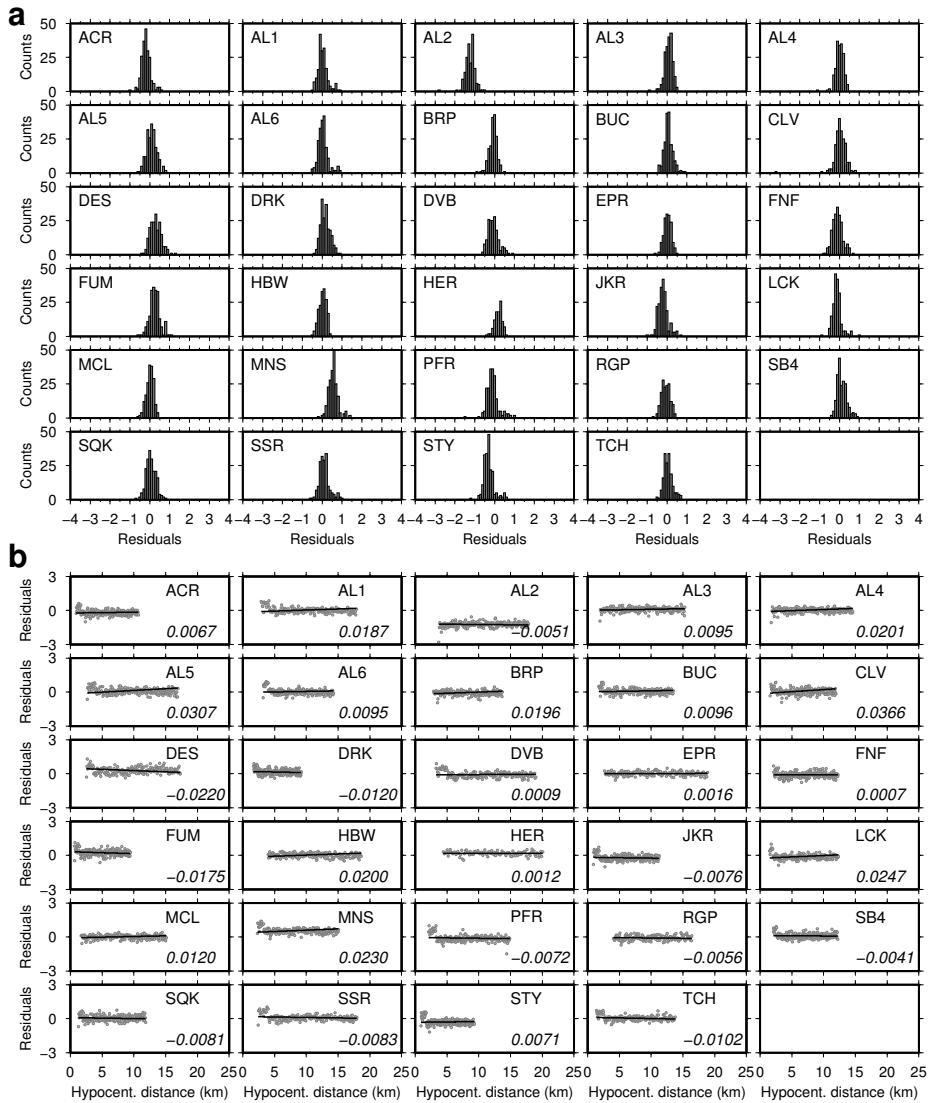 a
50
25
0
Counts
ACR AL1 AL2 AL3 AL4
50
25
0
Counts
AL5 AL6 BRP BUC CLV
50
25
0
Counts
DES DRK DVB EPR FNF
50
25
0
Counts
FUM HBW HER JKR LCK
50
25
0
Counts
MCL MNS PFR RGP SB4
50
25
0
Counts
SQK SSR STY TCH
−4 −3 −2 −1 0 1 2 3 4 −3 −2 −1 0 1 2 3 4 −3 −2 −1 0 1 2 3 4 −3 −2 −1 0 1 2 3 4 −3 −2 −1 0 1 2 3 4
Residuals Residuals Residuals Residuals Residuals
b
3
0
−3
Residuals
ACR AL1 AL2 AL3 AL4
0.0067 0.0187 −0.0051 0.0095 0.0201
3
0
−3
Residuals
AL5 AL6 BRP BUC CLV
0.0307 0.0095 0.0196 0.0096 0.0366
3
0
−3
Residuals
DES DRK DVB EPR FNF
−0.0220 −0.0120 0.0009 0.0016 0.0007
3
0
−3
Residuals
FUM HBW HER JKR LCK
−0.0175 0.0200 0.0012 −0.0076 0.0247
3
0
−3
Residuals
MCL MNS PFR RGP SB4
0.0120 0.0230 −0.0072 −0.0056 −0.0041
3
0
−3
Residuals
SQK SSR STY TCH
−0.0081 −0.0083 0.0071 −0.0102
0 5 10 15 20 25 0 5 10 15 20 25 0 5 10 15 20 25 0 5 10 15 20 25 0 5 10 15 20 25
Hypocent. distance (km) Hypocent. distance (km) Hypocent. distance (km) Hypocent. distance (km) Hypocent. distance (km)